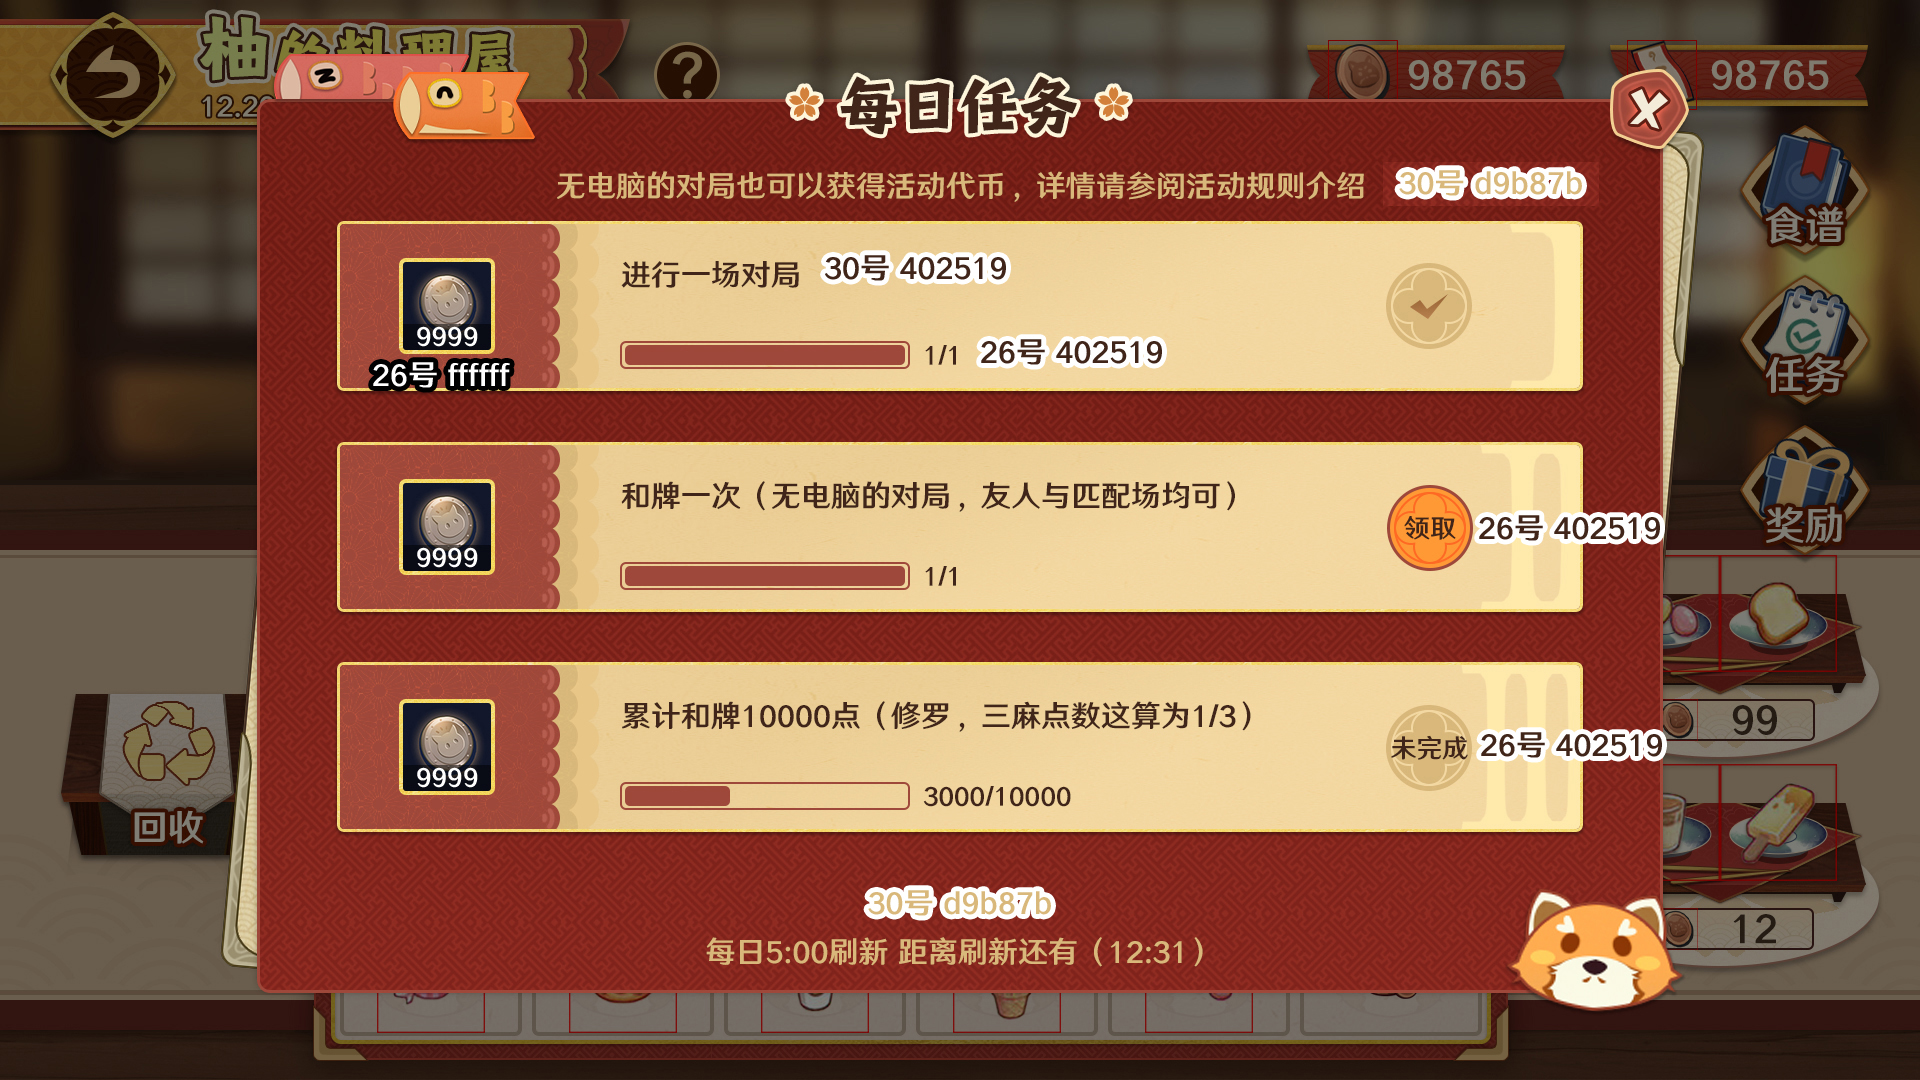 柚の料理屋
12.2
?
98765
98765
每日任务
无电脑的对局也可以获得活动代币，详情请参阅活动规则介绍
30号 d9b87b
进行一场对局
30号 402519
9999
1/1
26号 402519
26号 ffffff
和牌一次（无电脑的对局，友人与匹配场均可）
9999
1/1
领取
26号 402519
累计和牌10000点（修罗，三麻点数这算为1/3）
9999
3000/10000
未完成
26号 402519
30号 d9b87b
每日5:00刷新 距离刷新还有（12:31）
食谱
任务
奖励
99
12
回收